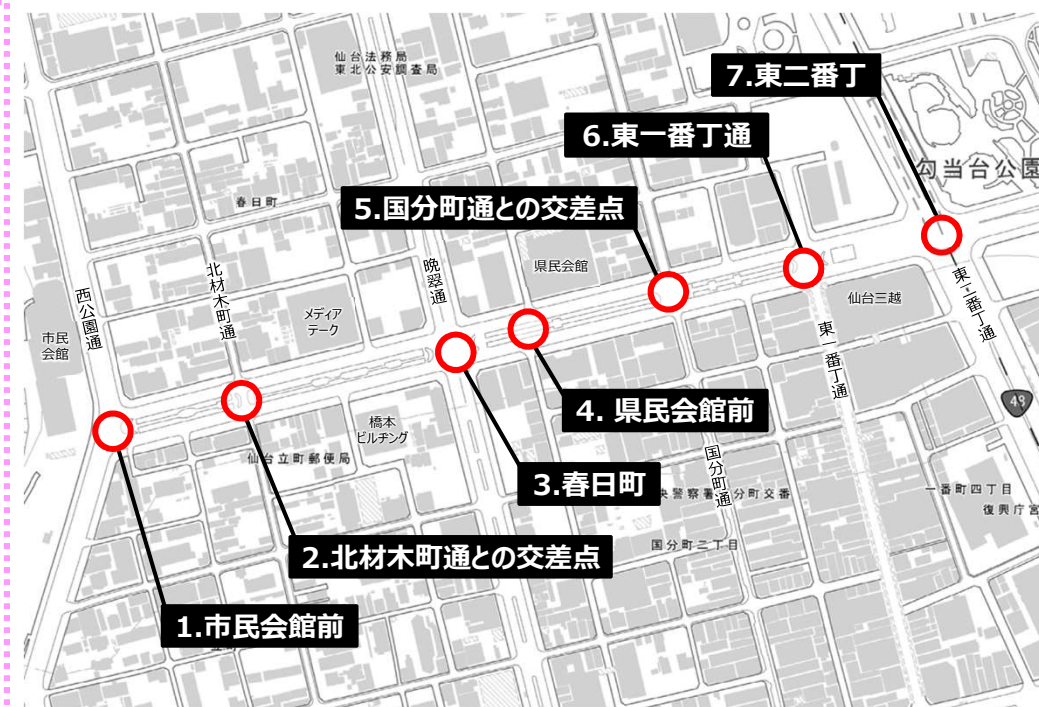 仙台法務局
東北公安調査局
7.東二番丁
6.東一番丁通
勾当台公園
5.国分町通との交差点
春日町
県民会館
晩翠通
北材木町通
西公園通
東二番丁通
仙台三越
メディア
テーク
市民
会館
東一番丁通
48
4. 県民会館前
橋本
ビルヂング
仙台立町郵便局
国分町通
3.春日町
央警察署
分町交番
一番町四丁目
復興庁宮
国分町二丁目
2.北材木町通との交差点
1.市民会館前